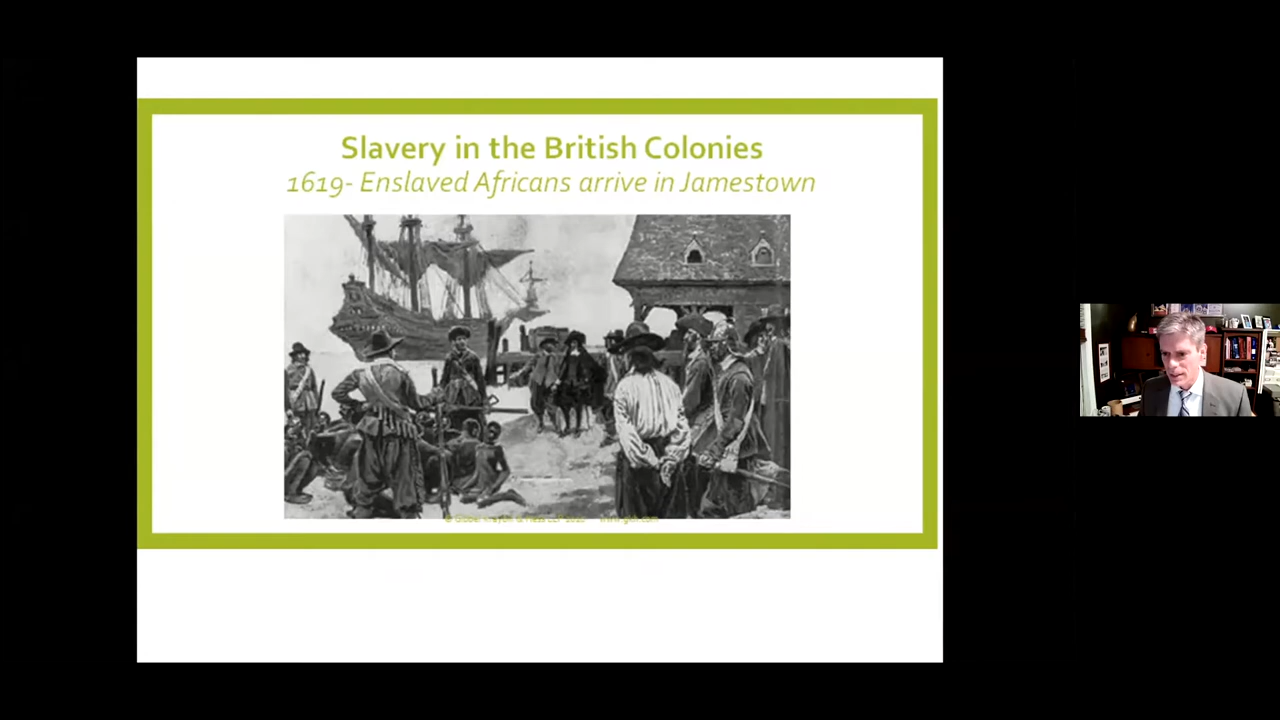 Slavery in the British Colonies
1619- Enslaved Africans arrive in Jamestown